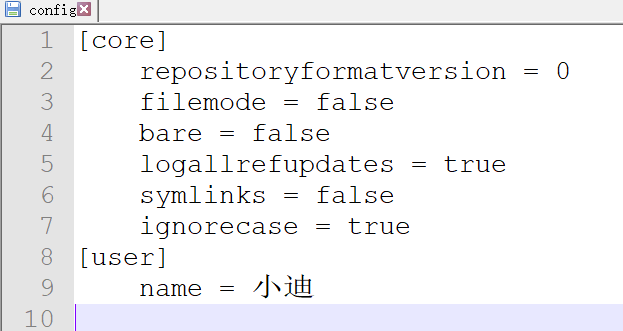 config
1 [core]
2 repositoryformatversion = 0
3 filemode = false
4 bare = false
5 logallrefupdates = true
6 symlinks = false
7 ignorecase = true
8 [user]
9 name = 小迪
10